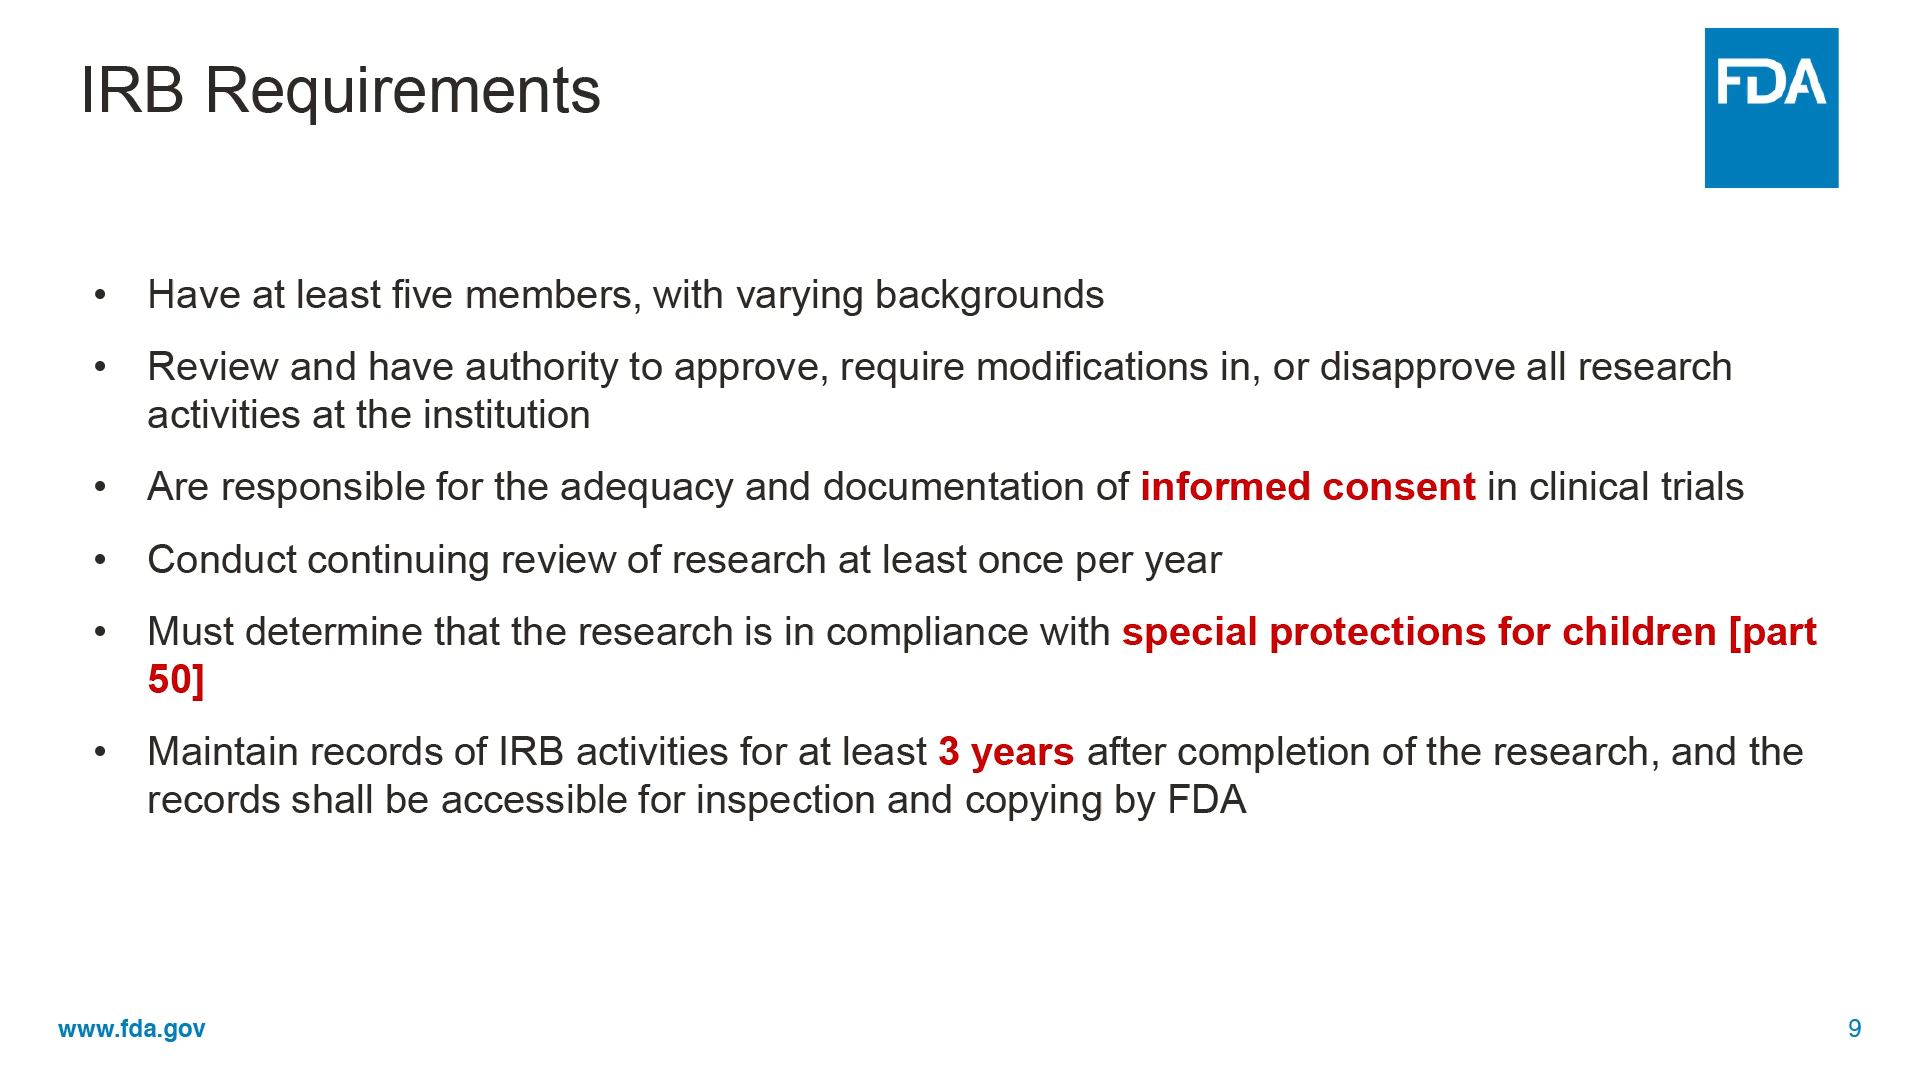 IRB Requirements
FDA
• Have at least five members, with varying backgrounds
• Review and have authority to approve, require modifications in, or disapprove all research
activities at the institution
• Are responsible for the adequacy and documentation of informed consent in clinical trials
• Conduct continuing review of research at least once per year
• Must determine that the research is in compliance with special protections for children [part
50]
• Maintain records of IRB activities for at least 3 years after completion of the research, and the
records shall be accessible for inspection and copying by FDA
www.fda.gov
9